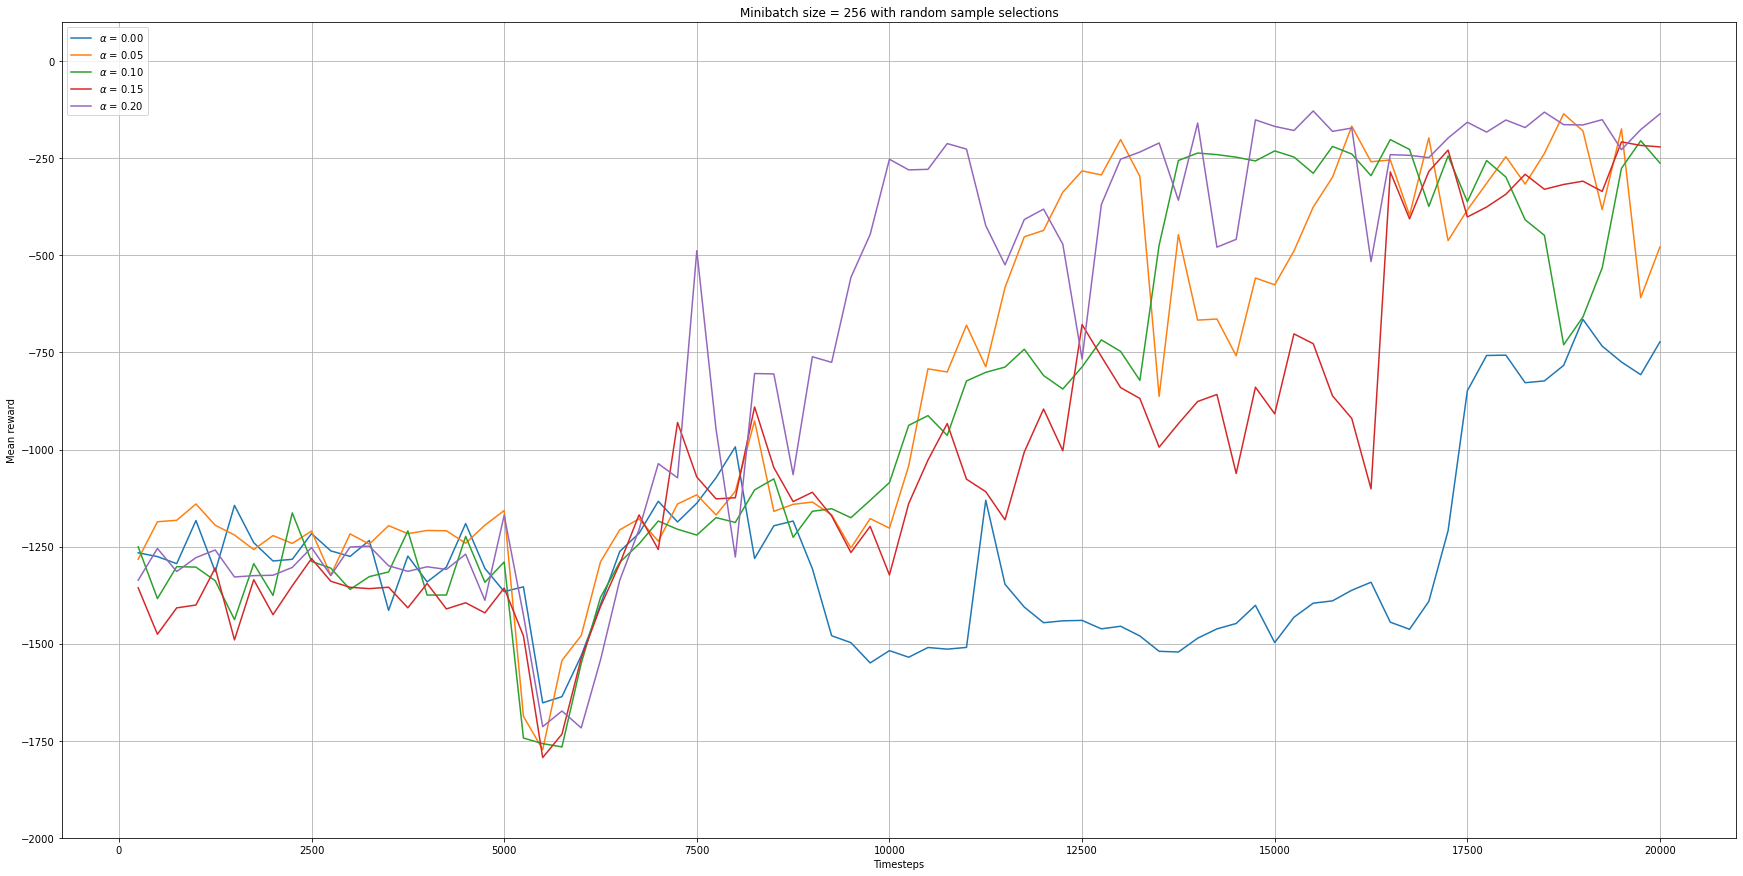 Minibatch size = 256 with random sample selections
α = 0.00
α = 0.05
α = 0.10
α = 0.15
α = 0.20
0
−250
−500
−750
−1000
−1250
−1500
−1750
−2000
Mean reward
0 2500 5000 7500 10000 12500 15000 17500 20000
Timesteps